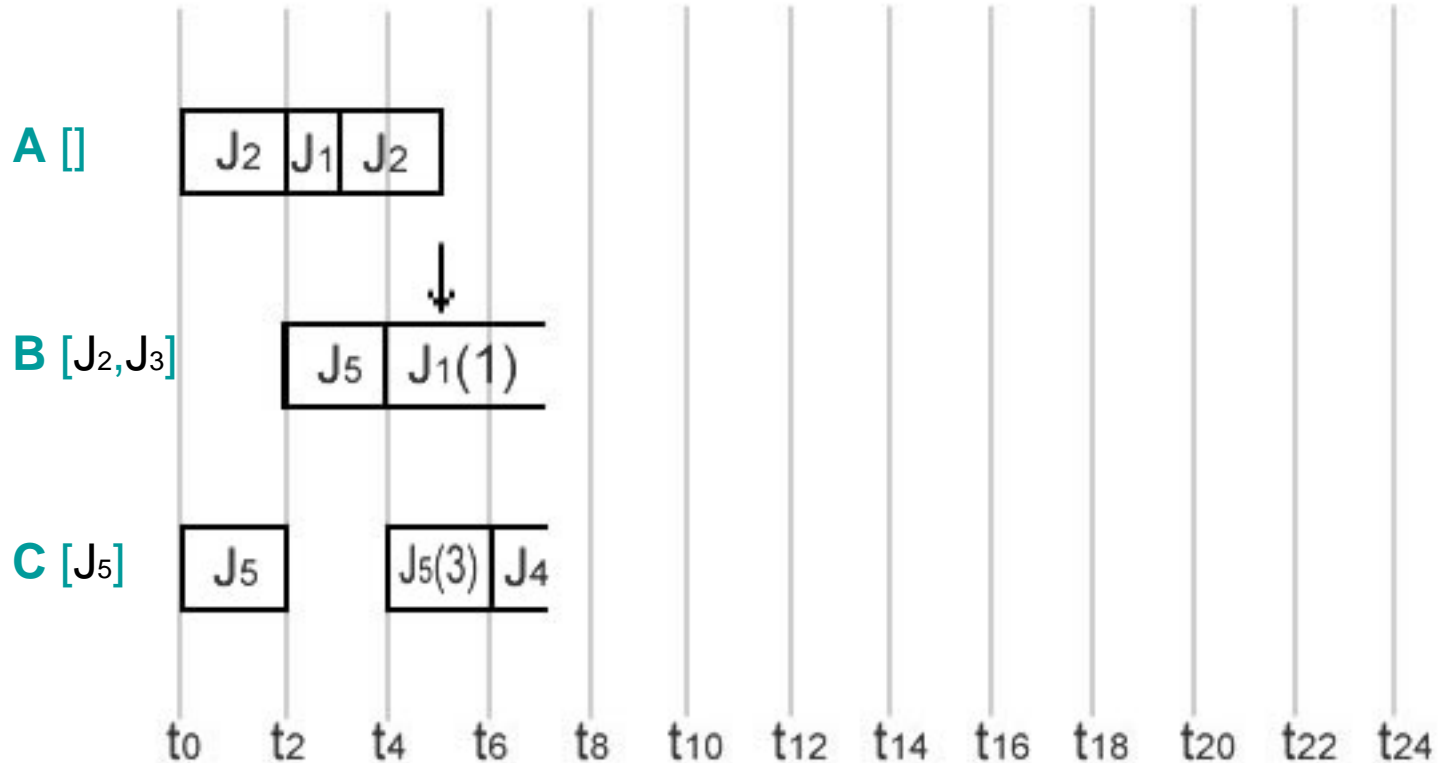 A [] J2 J1 J2
B [J2,J3] J5 J1(1)
C [J5] J5 J5(3) J4
t0 t2 t4 t6 t8 t10 t12 t14 t16 t18 t20 t22 t24